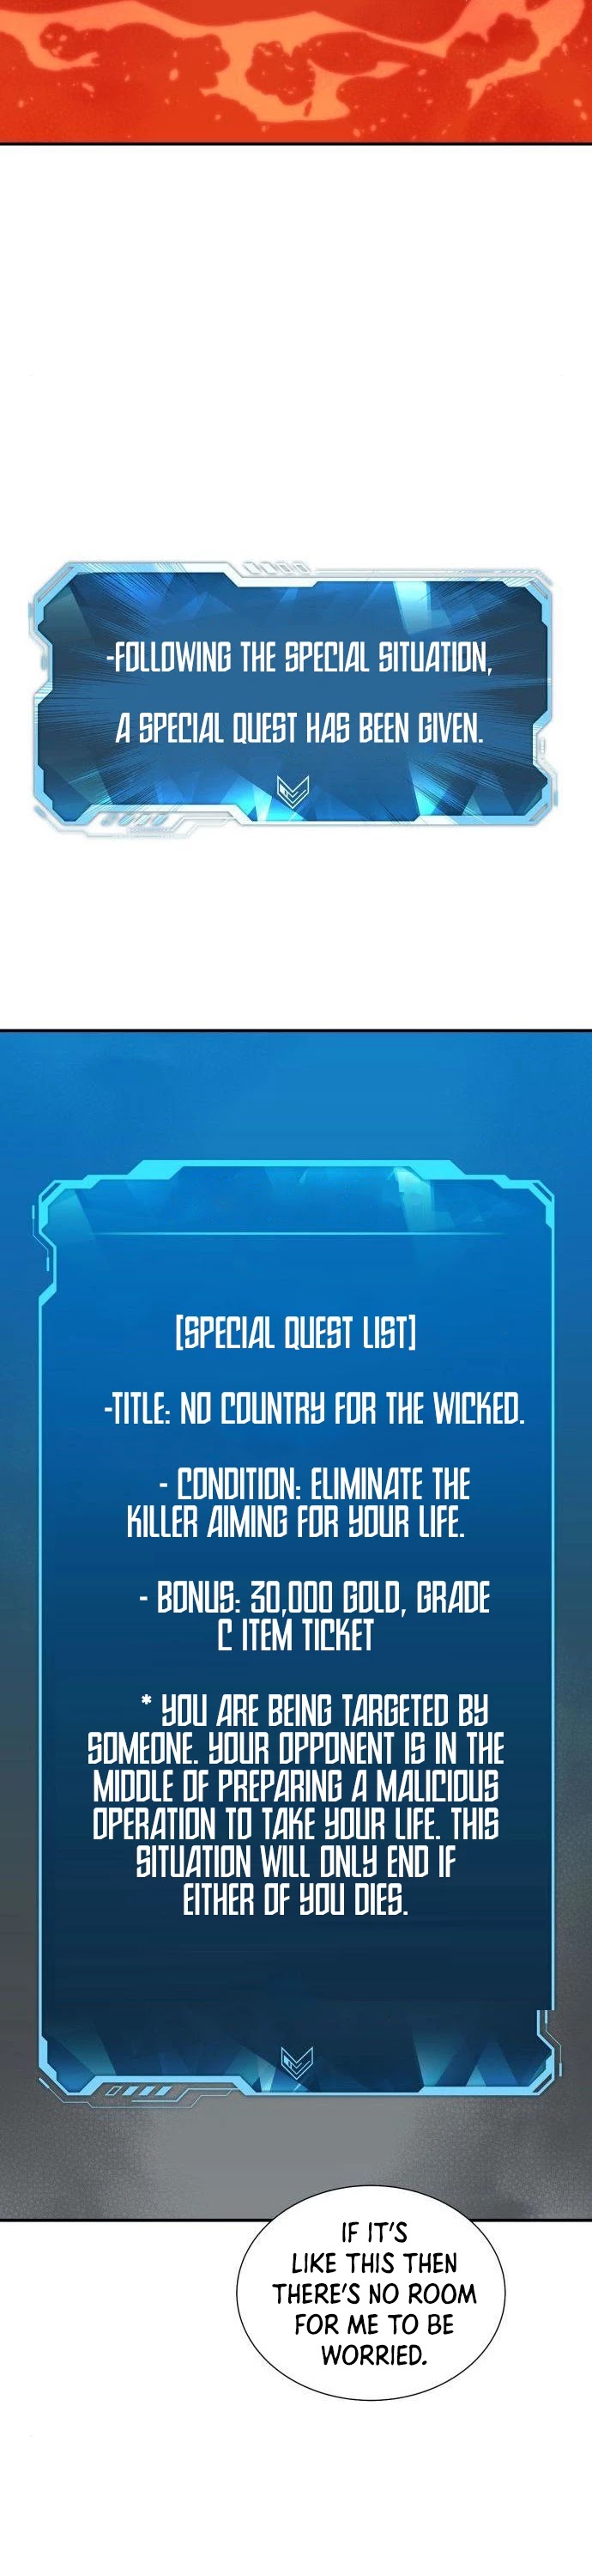 -FOLLOWING THE SPECIAL SITUATION,
A SPECIAL QUEST HAS BEEN GIVEN.
[SPECIAL QUEST LIST]
-TITLE: NO COUNTRY FOR THE WICKED.
- CONDITION: ELIMINATE THE
KILLER AIMING FOR YOUR LIFE.
- BONUS: 30,000 GOLD, GRADE
C ITEM TICKET
* YOU ARE BEING TARGETED BY
SOMEONE. YOUR OPPONENT IS IN THE
MIDDLE OF PREPARING A MALICIOUS
OPERATION TO TAKE YOUR LIFE. THIS
SITUATION WILL ONLY END IF
EITHER OF YOU DIES.
IF IT'S
LIKE THIS THEN
THERE'S NO ROOM
FOR ME TO BE
WORRIED.